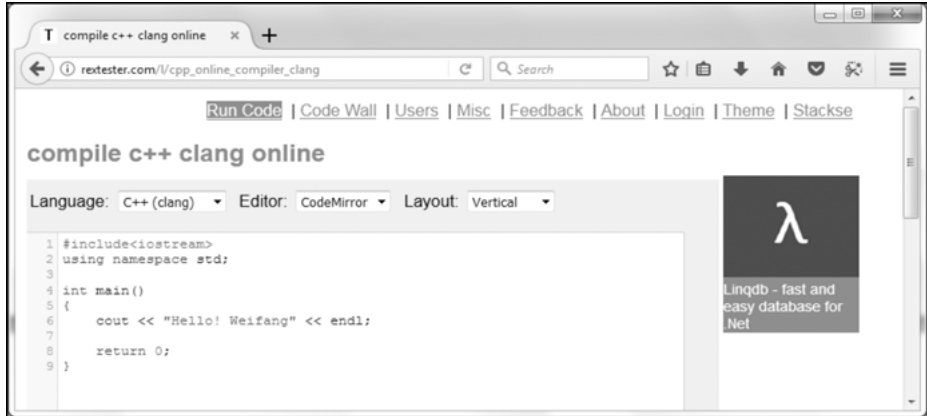 T compile c++ clang online × +
rextester.com/l/cpp_online_compiler_clang Search
Run Code | Code Wall | Users | Misc | Feedback | About | Login | Theme | Stackse
compile c++ clang online
Language: C++ (clang) Editor: CodeMirror Layout: Vertical
1 #include<iostream>
2 using namespace std;
3
4 int main()
5 {
6 cout << "Hello! Weifang" << endl;
7
8 return 0;
9 }
λ
Linqdb - fast and
easy database for
.Net